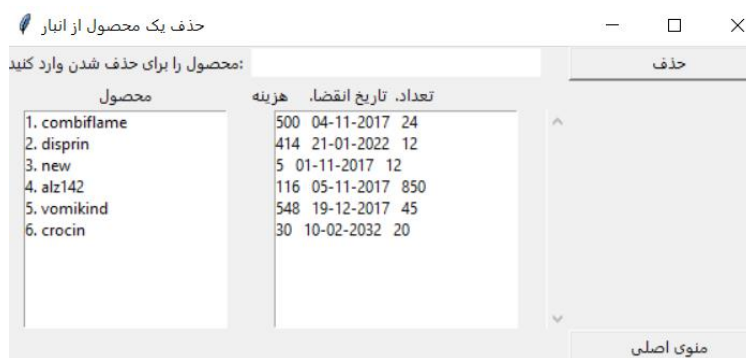 حذف یک محصول از انبار
محصول را برای حذف شدن وارد کنید:
حذف
محصول
هزینه .تاریخ انقضا .تعداد
1. combiflame 500 04-11-2017 24
2. disprin 414 21-01-2022 12
3. new 5 01-11-2017 12
4. alz142 116 05-11-2017 850
5. vomikind 548 19-12-2017 45
6. crocin 30 10-02-2032 20
منوی اصلی